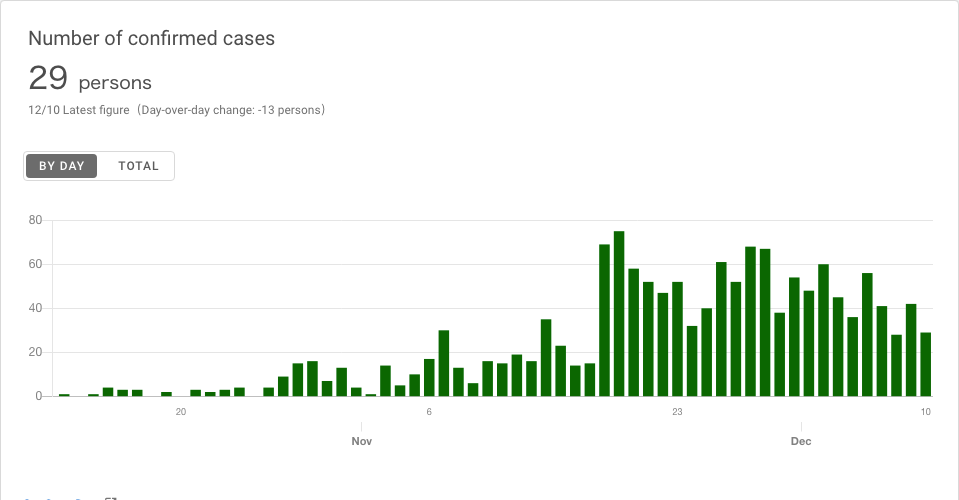 Number of confirmed cases
29 persons
12/10 Latest figure（Day-over-day change: -13 persons）
BY DAY TOTAL
80
60
40
20
0
20 6 23 10
Nov Dec